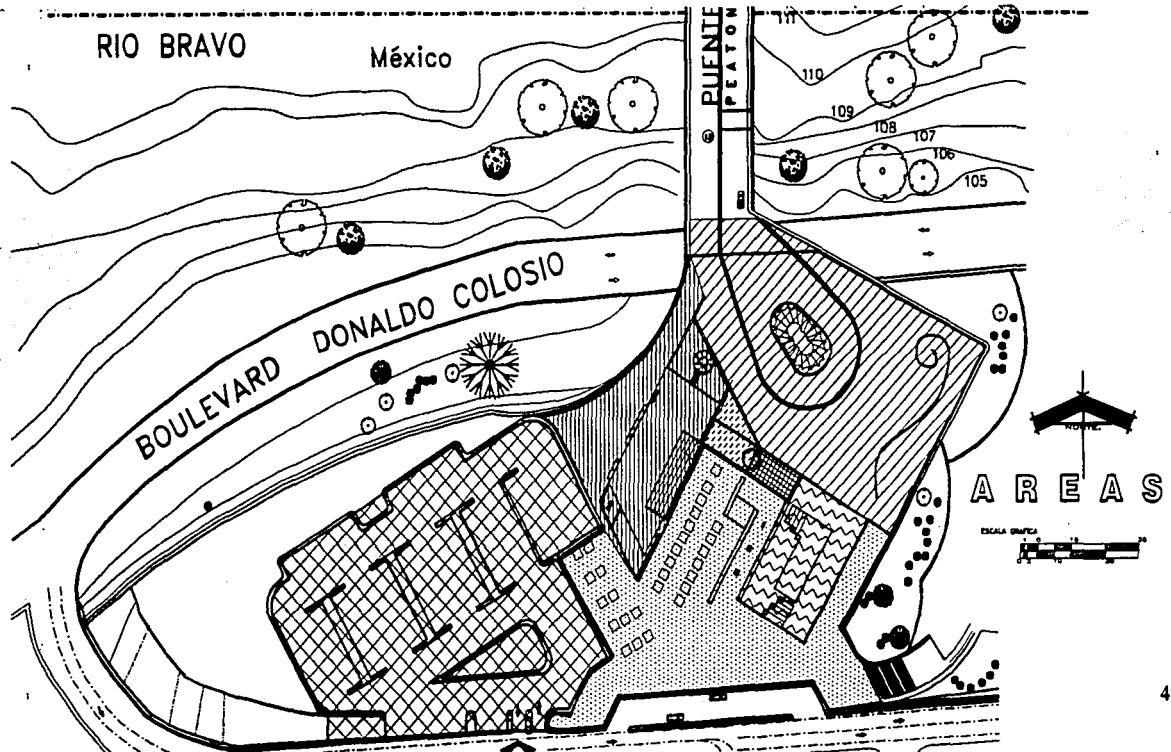 RIO BRAVO
México
PUENTE
PEATON
111
110
109
108
107
106
105
BOULEVARD DONALDO COLOSIO
NORTE.
AREAS
ESCALA GRAFICA
4